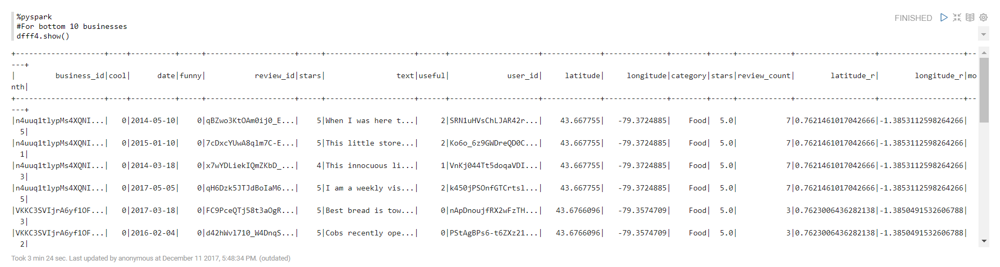 %pyspark
#For bottom 10 businesses
dfff4.show()
FINISHED
+--------------------+----+----------+-----+--------------------+-----+--------------------+------+--------------------+------------+--------------+--------+-----+------------+------------------+-------------------+--
---+
|         business_id|cool|      date|funny|           review_id|stars|                text|useful|             user_id|    latitude|     longitude|category|stars|review_count|        latitude_r|        longitude_r|mo
nth|
+--------------------+----+----------+-----+--------------------+-----+--------------------+------+--------------------+------------+--------------+--------+-----+------------+------------------+-------------------+--
---+
|n4uuq1tlypMs4XQNI...|   0|2014-05-10|    0|qBZwo3KtOAm0ij0_E...|    5|When I was here t...|     2|SRN1uHVsChLJAR42r...|   43.667755|   -79.3724885|    Food|  5.0|           7|0.7621461017042666|-1.3853112598264266|
  5|
|n4uuq1tlypMs4XQNI...|   0|2015-01-10|    0|7cDxcYUwA8qlm7C-E...|    5|This little store...|     2|Ko6o_6z9GWDreQD0C...|   43.667755|   -79.3724885|    Food|  5.0|           7|0.7621461017042666|-1.3853112598264266|
  1|
|n4uuq1tlypMs4XQNI...|   0|2014-03-18|    0|x7wYDLiekIQmZKbD_...|    4|This innocuous li...|     1|VnKj044Tt5doqaVDI...|   43.667755|   -79.3724885|    Food|  5.0|           7|0.7621461017042666|-1.3853112598264266|
  3|
|n4uuq1tlypMs4XQNI...|   0|2017-05-05|    0|qH6Dzk5JTJdBoIaM6...|    5|I am a weekly vis...|     2|k450jPSOnfGTCrtsl...|   43.667755|   -79.3724885|    Food|  5.0|           7|0.7621461017042666|-1.3853112598264266|
  5|
|VKKC3SVIjrA6yf1OF...|   0|2017-03-18|    0|FC9PceQTj58t3aOgR...|    5|Best bread is tow...|     0|nApDnoujfRX2wFzTH...|  43.6766096|   -79.3574709|    Food|  5.0|           3|0.7623006436282138|-1.3850491532606788|
  3|
|VKKC3SVIjrA6yf1OF...|   0|2016-02-04|    0|d42hWvl710_W4DnqS...|    5|Cobs recently ope...|     0|PStAgBPs6-t6ZXz21...|  43.6766096|   -79.3574709|    Food|  5.0|           3|0.7623006436282138|-1.3850491532606788|
  2|
Took 3 min 24 sec. Last updated by anonymous at December 11 2017, 5:48:34 PM. (outdated)